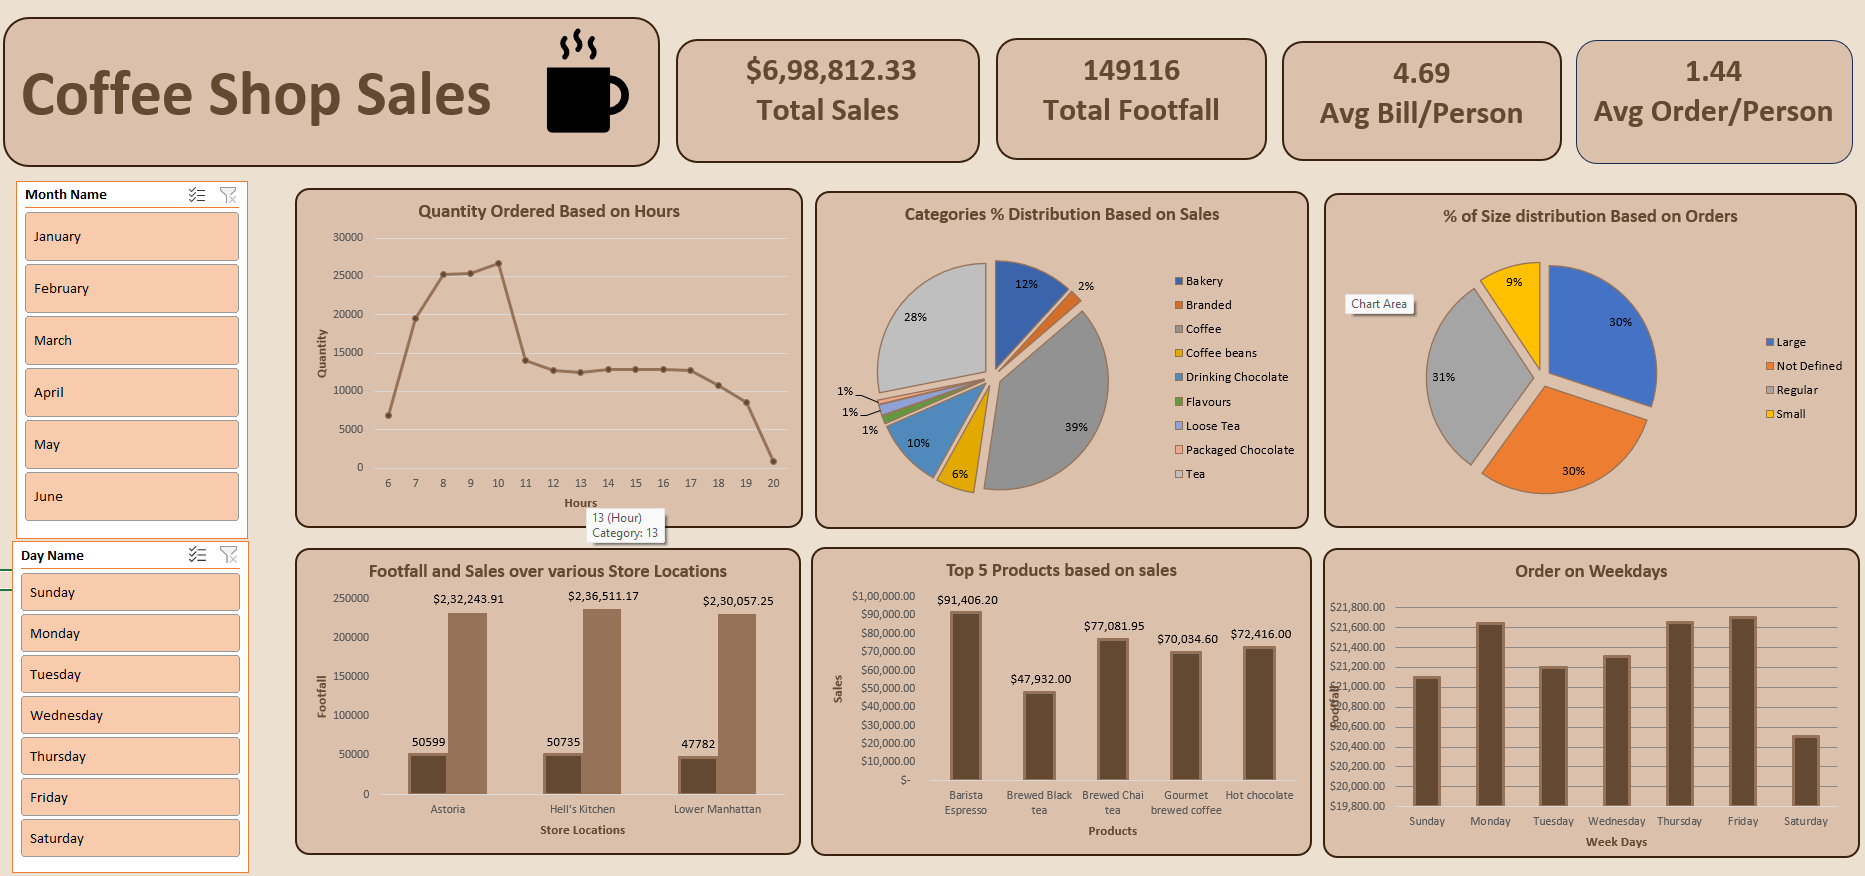 Coffee Shop Sales
$6,98,812.33
Total Sales
149116
Total Footfall
4.69
Avg Bill/Person
1.44
Avg Order/Person
Month Name
January
February
March
April
May
June
Day Name
Sunday
Monday
Tuesday
Wednesday
Thursday
Friday
Saturday
Quantity Ordered Based on Hours
30000
25000
20000
15000
10000
5000
0
Quantity
6 7 8 9 10 11 12 13 14 15 16 17 18 19 20
Hours
13 (Hour)
Category: 13
Categories % Distribution Based on Sales
12%
2%
39%
6%
10%
1%
1%
1%
28%
Bakery
Branded
Coffee
Coffee beans
Drinking Chocolate
Flavours
Loose Tea
Packaged Chocolate
Tea
% of Size distribution Based on Orders
Chart Area
9%
30%
31%
30%
Large
Not Defined
Regular
Small
Footfall and Sales over various Store Locations
250000
200000
150000
100000
50000
0
Footfall
$2,32,243.91
$2,36,511.17
$2,30,057.25
50599
50735
47782
Astoria
Hell's Kitchen
Lower Manhattan
Store Locations
Top 5 Products based on sales
$1,00,000.00
$90,000.00
$80,000.00
$70,000.00
$60,000.00
$50,000.00
$40,000.00
$30,000.00
$20,000.00
$10,000.00
$-
Sales
$91,406.20
$47,932.00
$77,081.95
$70,034.60
$72,416.00
Barista
Espresso
Brewed Black
tea
Brewed Chai
tea
Gourmet
brewed coffee
Hot chocolate
Products
Order on Weekdays
$21,800.00
$21,600.00
$21,400.00
$21,200.00
$21,000.00
$20,800.00
$20,600.00
$20,400.00
$20,200.00
$20,000.00
$19,800.00
Footfall
Sunday
Monday
Tuesday
Wednesday
Thursday
Friday
Saturday
Week Days